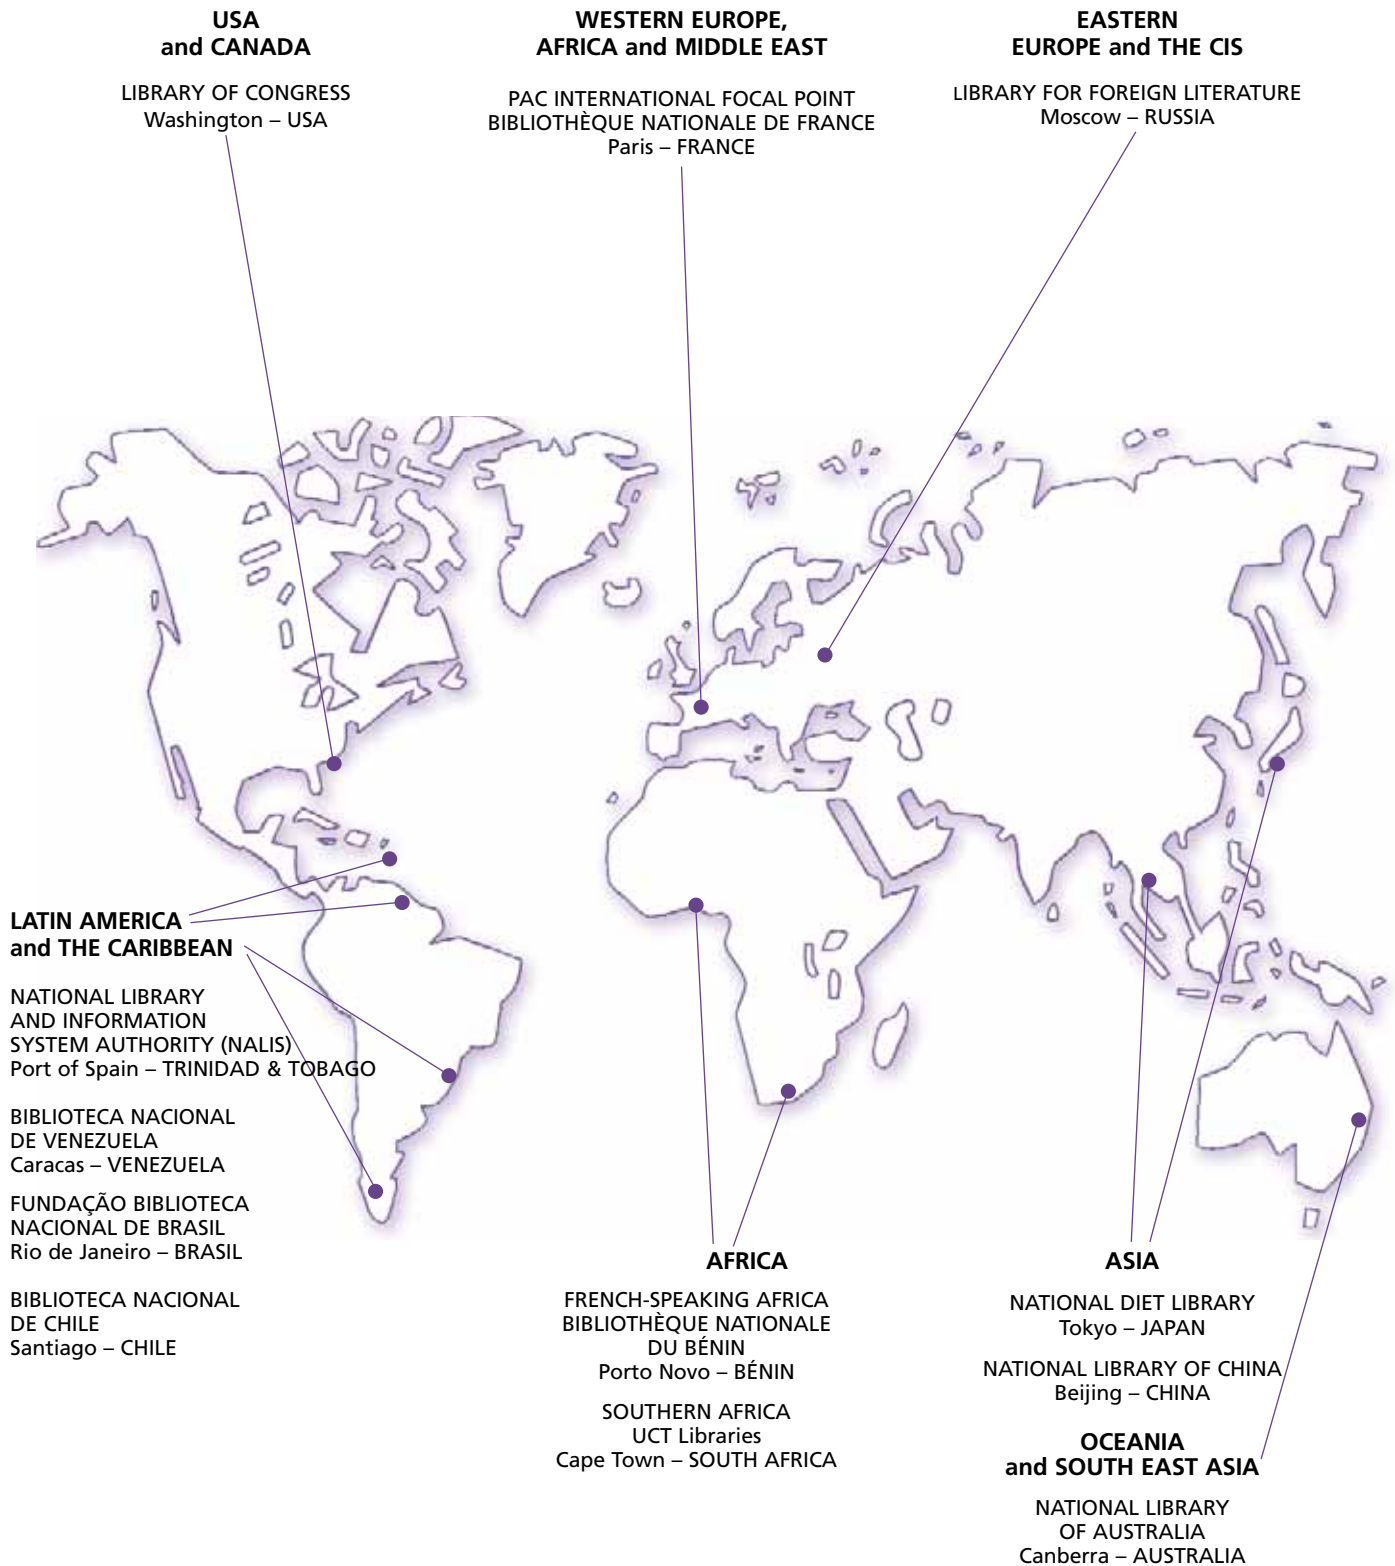 USA
and CANADA
LIBRARY OF CONGRESS
Washington – USA
WESTERN EUROPE,
AFRICA and MIDDLE EAST
PAC INTERNATIONAL FOCAL POINT
BIBLIOTHÈQUE NATIONALE DE FRANCE
Paris – FRANCE
EASTERN
EUROPE and THE CIS
LIBRARY FOR FOREIGN LITERATURE
Moscow – RUSSIA
LATIN AMERICA
and THE CARIBBEAN
NATIONAL LIBRARY
AND INFORMATION
SYSTEM AUTHORITY (NALIS)
Port of Spain – TRINIDAD & TOBAGO
BIBLIOTECA NACIONAL
DE VENEZUELA
Caracas – VENEZUELA
FUNDAÇÃO BIBLIOTECA
NACIONAL DE BRASIL
Rio de Janeiro – BRASIL
BIBLIOTECA NACIONAL
DE CHILE
Santiago – CHILE
AFRICA
FRENCH-SPEAKING AFRICA
BIBLIOTHÈQUE NATIONALE
DU BÉNIN
Porto Novo – BÉNIN
SOUTHERN AFRICA
UCT Libraries
Cape Town – SOUTH AFRICA
ASIA
NATIONAL DIET LIBRARY
Tokyo – JAPAN
NATIONAL LIBRARY OF CHINA
Beijing – CHINA
OCEANIA
and SOUTH EAST ASIA
NATIONAL LIBRARY
OF AUSTRALIA
Canberra – AUSTRALIA